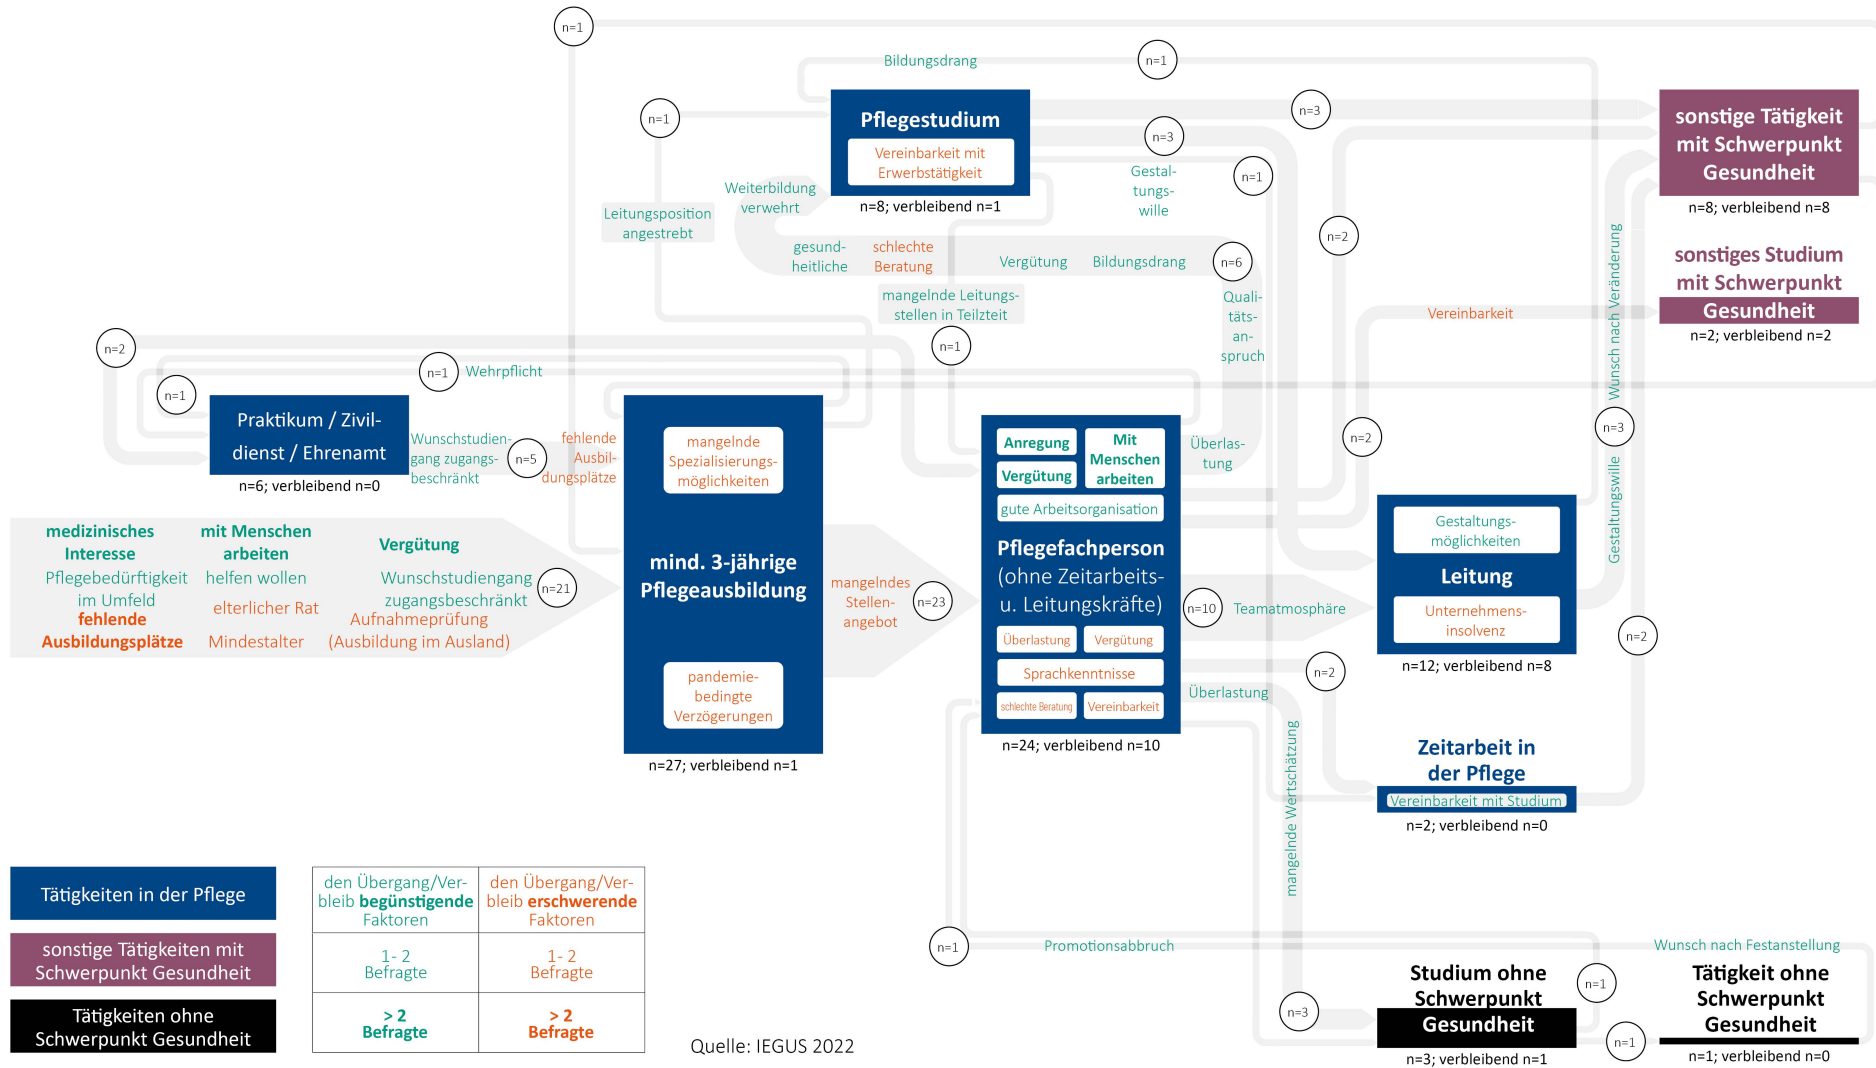 n=1
Bildungsdrang
n=1
Pflegestudium
Vereinbarkeit mit
Erwerbstätigkeit
n=8; verbleibend n=1
n=1
n=3
n=3
Gestal-
tungs-
wille
n=1
sonstige Tätigkeit
mit Schwerpunkt
Gesundheit
n=8; verbleibend n=8
Weiterbildung
verwehrt
Leitungsposition
angestrebt
gesund-
heitliche
schlechte
Beratung
Vergütung
Bildungsdrang
n=6
n=2
mangelnde Leitungs-
stellen in Teilzteit
n=1
Quali-
täts-
an-
spruch
Vereinbarkeit
Wunsch nach Veränderung
sonstiges Studium
mit Schwerpunkt
Gesundheit
n=2; verbleibend n=2
n=2
n=1
Wehrpflicht
n=1
Praktikum / Zivil-
dienst / Ehrenamt
n=6; verbleibend n=0
Wunschstudien-
gang zugangs-
beschränkt
n=5
fehlende
Ausbil-
dungsplätze
medizinisches
Interesse
mit Menschen
arbeiten
Vergütung
Pflegebedürftigkeit
im Umfeld
helfen wollen
Wunschstudiengang
zugangsbeschränkt
fehlende
Ausbildungsplätze
elterlicher Rat
Mindestalter
Aufnahmeprüfung
(Ausbildung im Ausland)
n=21
mangelnde
Spezialisierungs-
möglichkeiten
mind. 3-jährige
Pflegeausbildung
pandemie-
bedingte
Verzögerungen
n=27; verbleibend n=1
mangelndes
Stellen-
angebot
n=23
Anregung
Vergütung
Mit
Menschen
arbeiten
gute Arbeitsorganisation
Pflegefachperson
(ohne Zeitarbeits-
u. Leitungskräfte)
Überlastung
Vergütung
Sprachkenntnisse
schlechte Beratung
Vereinbarkeit
n=24; verbleibend n=10
Überlas-
tung
n=2
n=3
Gestaltungswille
n=10
Teamatmosphäre
Gestaltungs-
möglichkeiten
Leitung
Unternehmens-
insolvenz
n=12; verbleibend n=8
n=2
n=2
Überlastung
mangelnde Wertschätzung
Zeitarbeit in
der Pflege
Vereinbarkeit mit Studium
n=2; verbleibend n=0
n=1
Promotionsabbruch
Wunsch nach Festanstellung
n=3
Studium ohne
Schwerpunkt
Gesundheit
n=3; verbleibend n=1
n=1
n=1
Tätigkeit ohne
Schwerpunkt
Gesundheit
n=1; verbleibend n=0
Tätigkeiten in der Pflege
sonstige Tätigkeiten mit
Schwerpunkt Gesundheit
Tätigkeiten ohne
Schwerpunkt Gesundheit
den Übergang/Ver-
bleib begünstigende
Faktoren
den Übergang/Ver-
bleib erschwerende
Faktoren
1- 2
Befragte
1- 2
Befragte
> 2
Befragte
> 2
Befragte
Quelle: IEGUS 2022